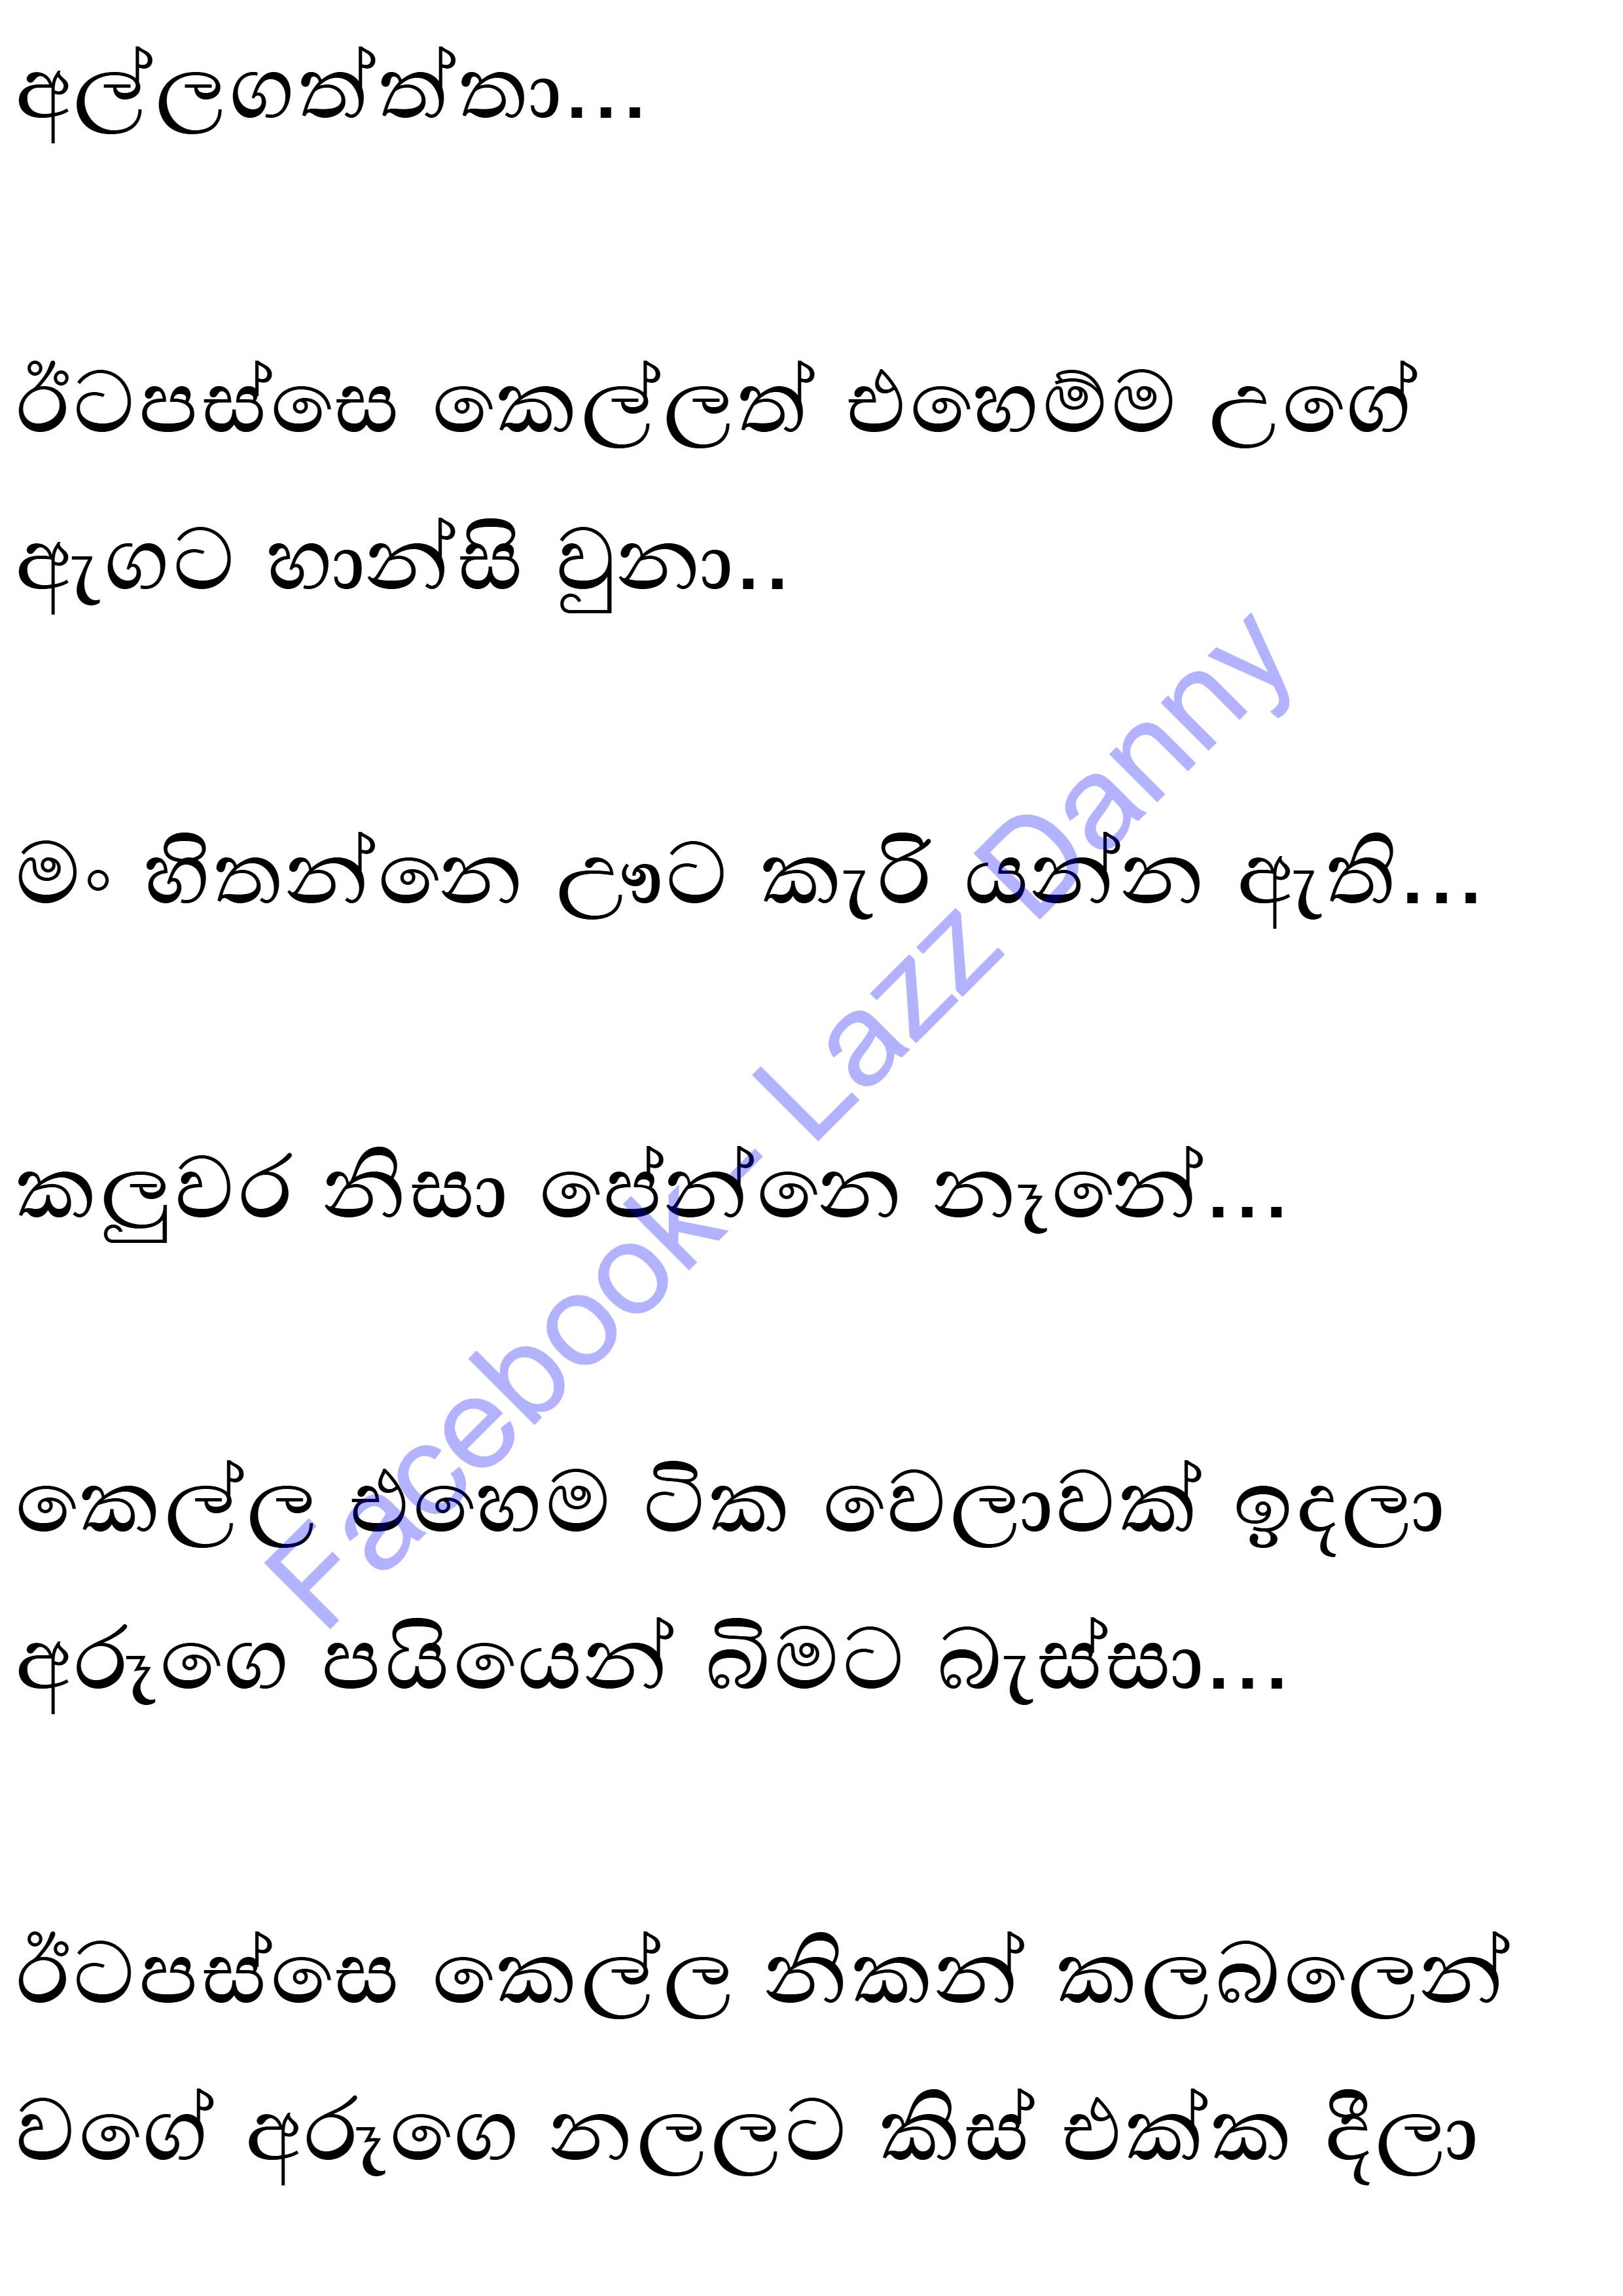 අල්ලගත්ත්තා...
ඊටපස්සෙ කෙල්ලත් එහෙම්ම උගේ
ඇගට හාන්සි වුනා..
මං හිතන්නෙ ඌට කැරි යන්න ඇති...
කලුවර නිසා පේන්නෙ නෑනේ...
කෙල්ල එහෙම ටික වෙලාවක් ඉදලා
අරූගෙ පයියෙන් බිමට බැස්සා...
ඊටපස්සෙ කෙල්ල නිකන් කලබලෙන්
වගේ අරූගෙ නලලට කිස් එක්ක දීලා
Facebook- Lazz Danny